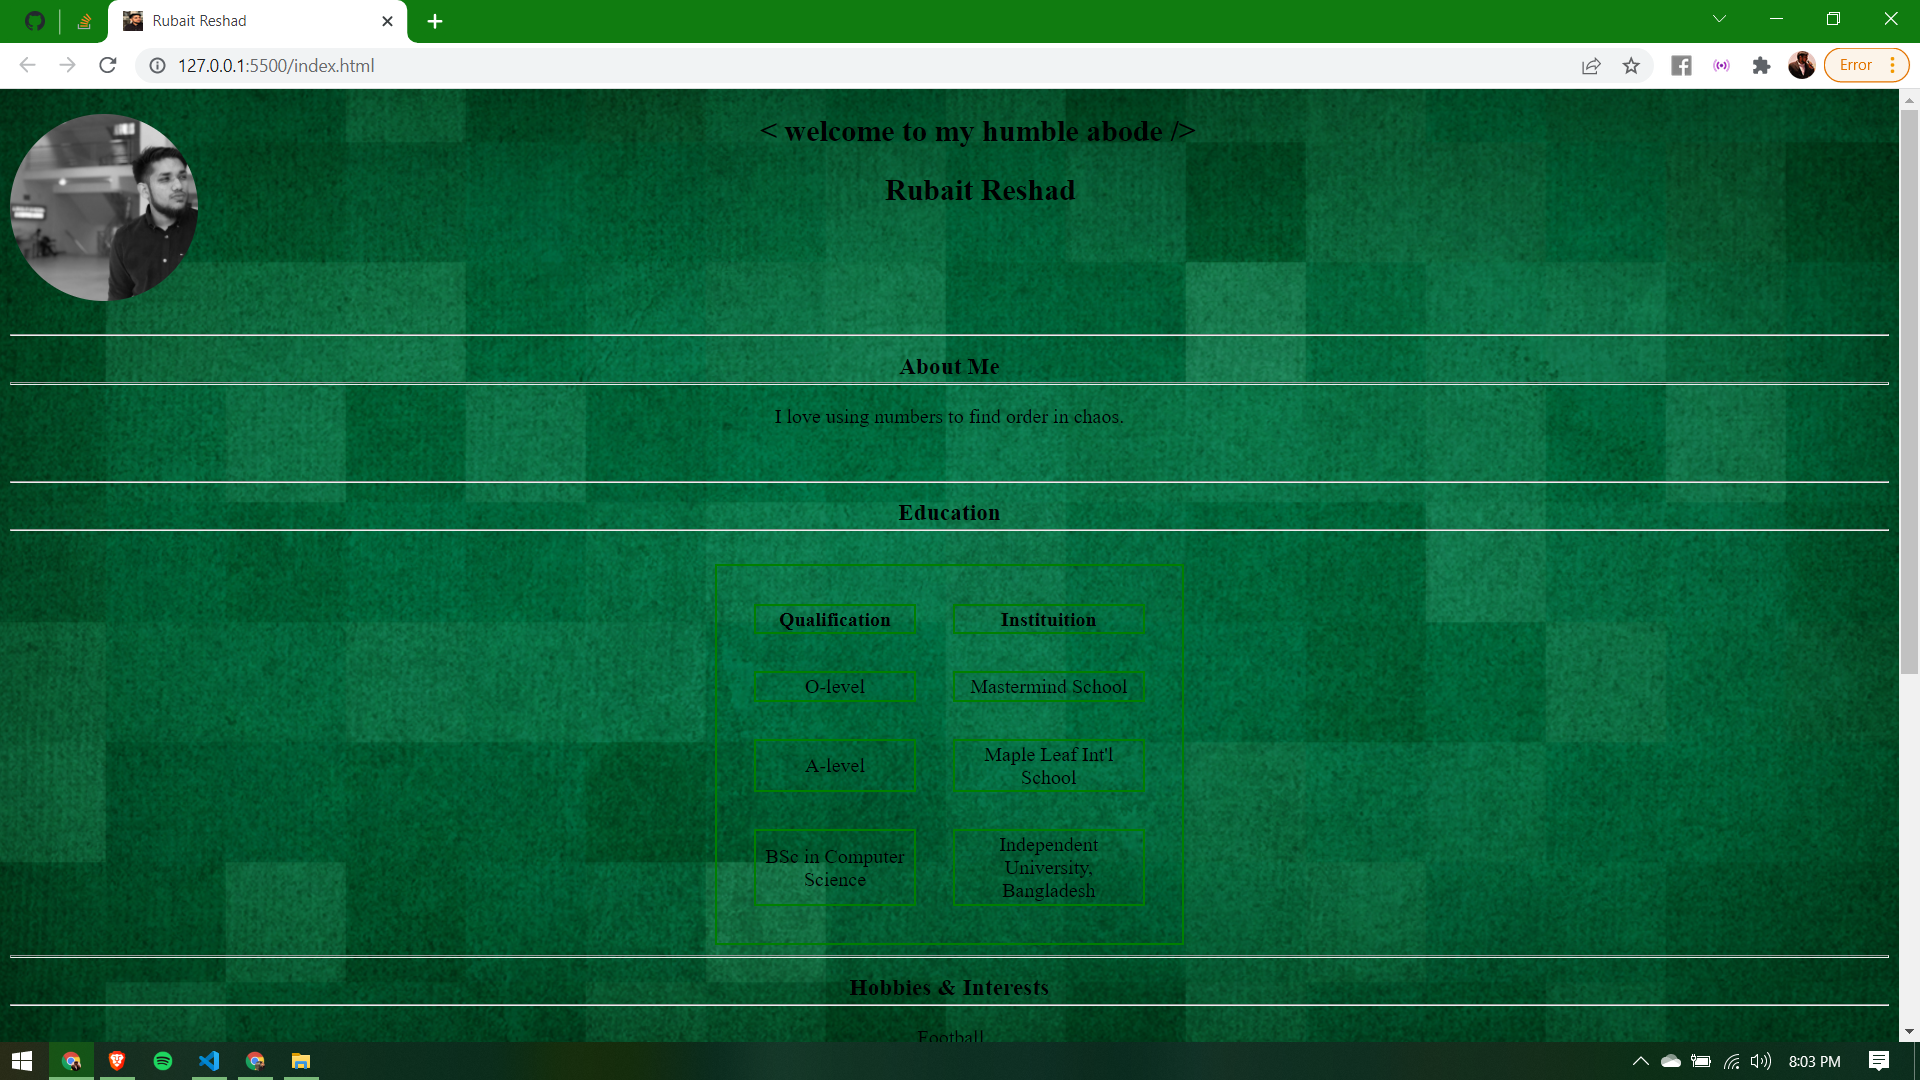 Rubait Reshad
127.0.0.1:5500/index.html
Error
< welcome to my humble abode />
Rubait Reshad
About Me
I love using numbers to find order in chaos.
Education
Qualification Instituition
O-level Mastermind School
A-level Maple Leaf Int'l
School
BSc in Computer
Science
Independent
University,
Bangladesh
Hobbies & Interests
Football
8:03 PM